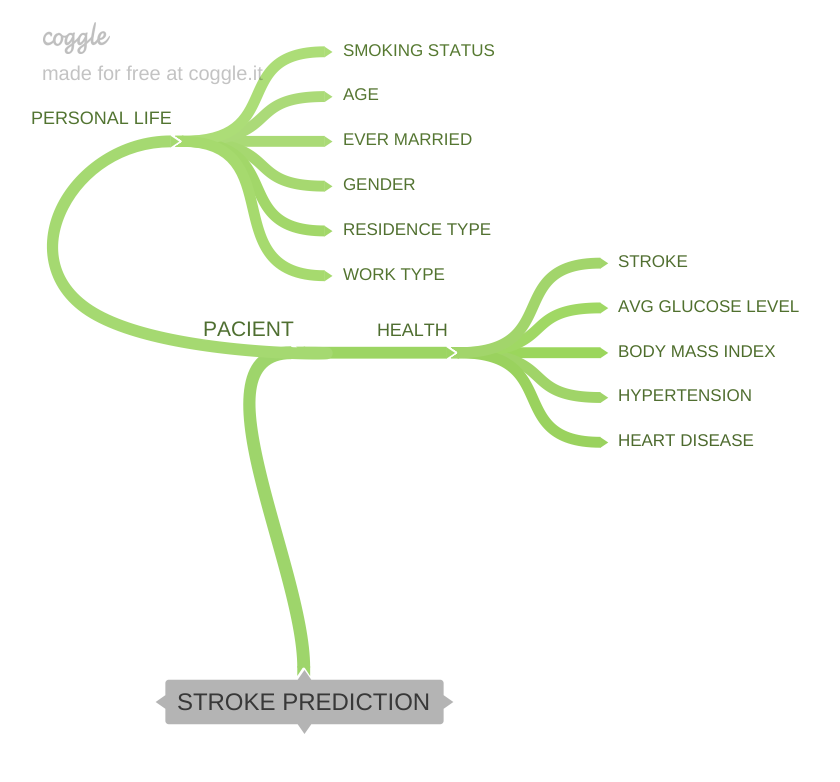 coggle
made for free at coggle.it
PERSONAL LIFE
SMOKING STATUS
AGE
EVER MARRIED
GENDER
RESIDENCE TYPE
WORK TYPE
PACIENT
HEALTH
STROKE
AVG GLUCOSE LEVEL
BODY MASS INDEX
HYPERTENSION
HEART DISEASE
STROKE PREDICTION